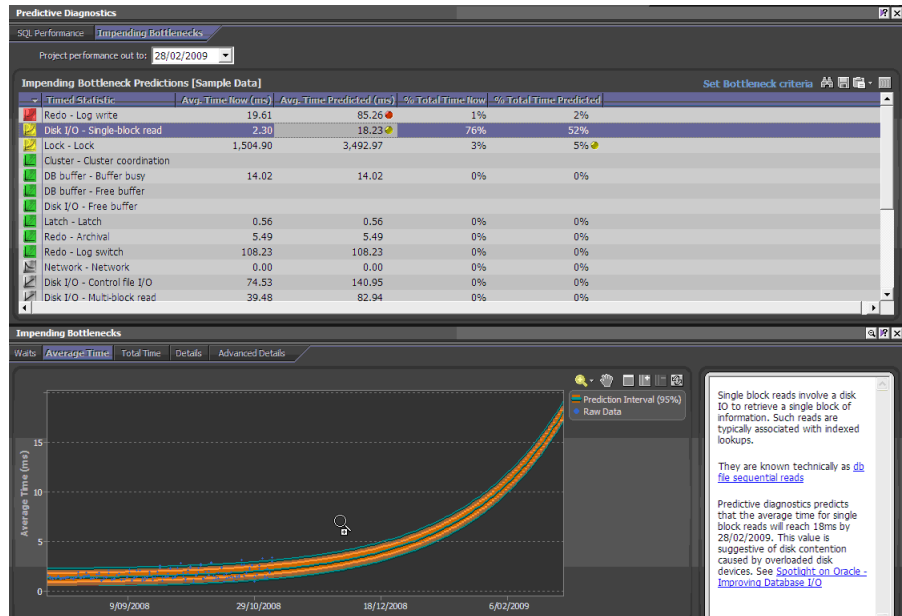 Predictive Diagnostics
SQL Performance Impending Bottlenecks
Project performance out to: 28/02/2009
Impending Bottleneck Predictions [Sample Data] Set Bottleneck criteria
Timed Statistic Avg. Time Now (ms) Avg. Time Predicted (ms) % Total Time Now % Total Time Predicted
Redo - Log write 19.61 85.26 1% 2%
Disk I/O - Single-block read 2.30 18.23 76% 52%
Lock - Lock 1,504.90 3,492.97 3% 5%
Cluster - Cluster coordination
DB buffer - Buffer busy 14.02 14.02 0% 0%
DB buffer - Free buffer
Disk I/O - Free buffer
Latch - Latch 0.56 0.56 0% 0%
Redo - Archival 5.49 5.49 0% 0%
Redo - Log switch 108.23 108.23 0% 0%
Network - Network 0.00 0.00 0% 0%
Disk I/O - Control file I/O 74.53 140.95 0% 0%
Disk I/O - Multi-block read 39.48 82.94 0% 0%
Impending Bottlenecks
Waits Average Time Total Time Details Advanced Details
Prediction Interval (95%)
Raw Data
Average Time (ms)
15
10
5
0
9/09/2008 29/10/2008 18/12/2008 6/02/2009
Single block reads involve a disk
IO to retrieve a single block of
information. Such reads are
typically associated with indexed
lookups.
They are known technically as db
file sequential reads
Predictive diagnostics predicts
that the average time for single
block reads will reach 18ms by
28/02/2009. This value is
suggestive of disk contention
caused by overloaded disk
devices. See Spotlight on Oracle -
Improving Database I/O